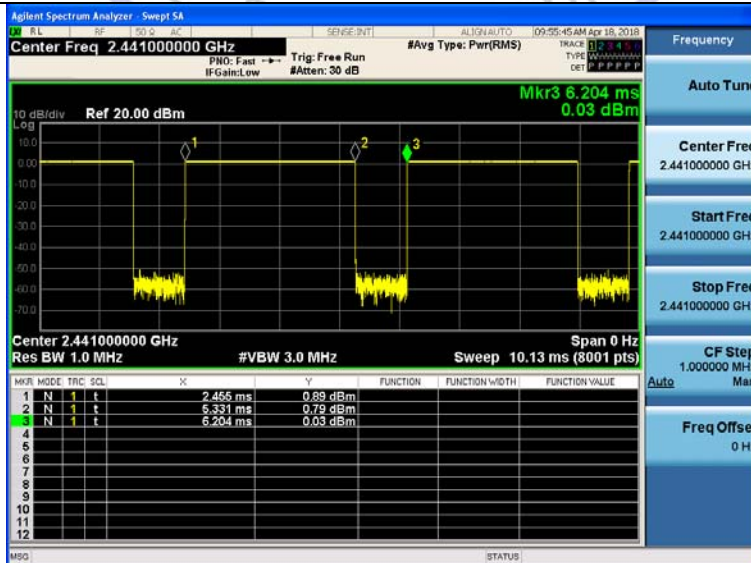 Agilent Spectrum Analyzer - Swept SA
RL RF 50 Ω AC SENSE:INT ALIGN AUTO 09:55:45 AM Apr 18, 2018
Center Freq 2.441000000 GHz #Avg Type: Pwr(RMS) TRACE 1 2 3 4 5 6
PNO: Fast Trig: Free Run TYPE
IFGain:Low #Atten: 30 dB DET P P P P P P
Mkr3 6.204 ms
0.03 dBm
10 dB/div Ref 20.00 dBm
Log
10.0
0.00
-10.0
-20.0
-30.0
-40.0
-50.0
-60.0
-70.0
1
2
3
Center 2.441000000 GHz Span 0 Hz
Res BW 1.0 MHz #VBW 3.0 MHz Sweep 10.13 ms (8001 pts)
MKR MODE TRC SCL X Y FUNCTION FUNCTION WIDTH FUNCTION VALUE
1 N 1 t 2.455 ms 0.89 dBm
2 N 1 t 5.331 ms 0.79 dBm
3 N 1 t 6.204 ms 0.03 dBm
4
5
6
7
8
9
10
11
12
MSG STATUS
Frequency
Auto Tun
Center Fre
2.441000000 GH
Start Fre
2.441000000 GH
Stop Fre
2.441000000 GH
CF Step
1.000000 MH
Auto Ma
Freq Offse
0 H